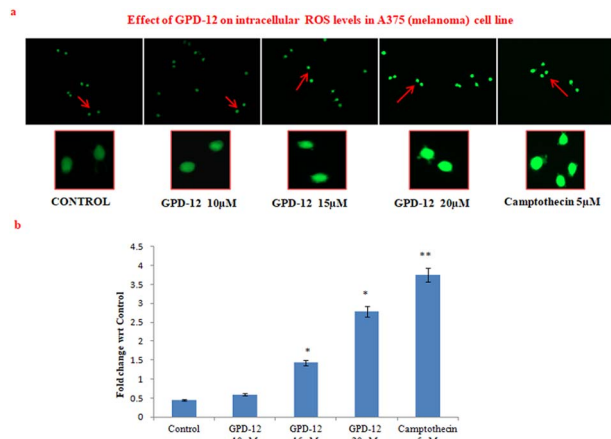 a
Effect of GPD-12 on intracellular ROS levels in A375 (melanoma) cell line
CONTROL GPD-12 10µM GPD-12 15µM GPD-12 20µM Camptothecin 5µM
b
Fold change wrt Control
4.5
4
3.5
3
2.5
2
1.5
1
0.5
0
*
*
**
Control GPD-12 GPD-12 GPD-12 Camptothecin